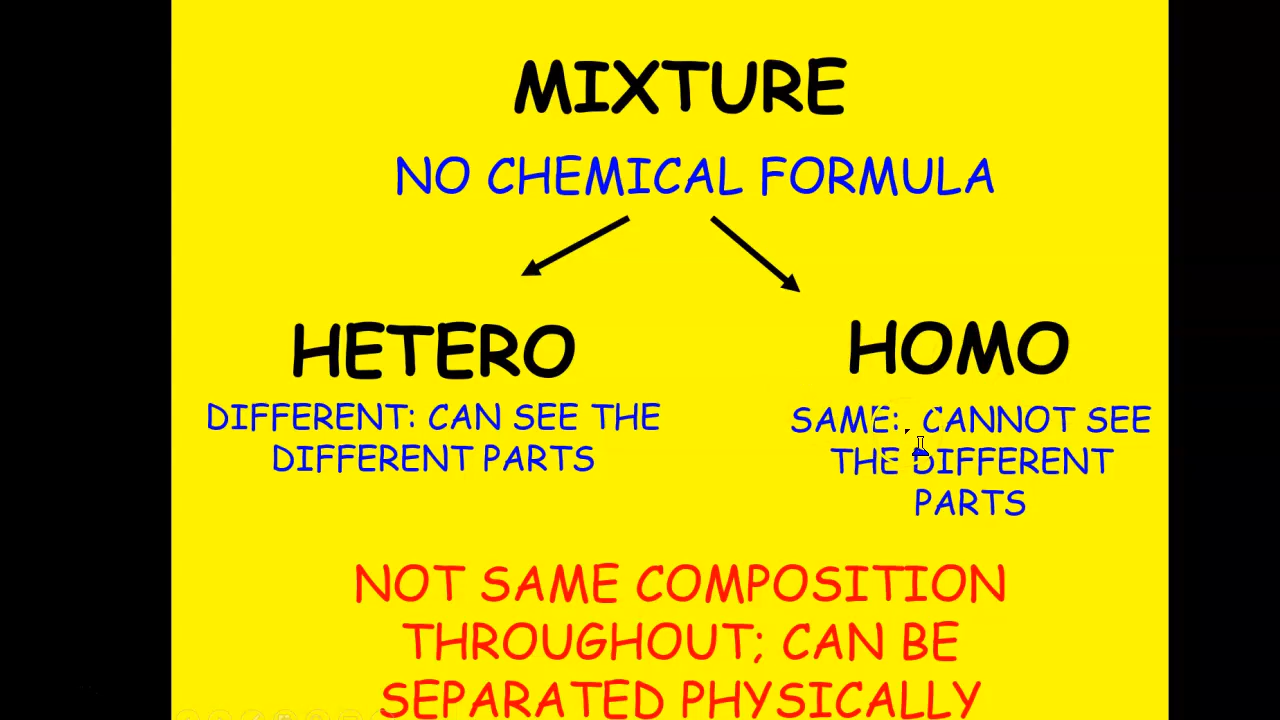 MIXTURE
NO CHEMICAL FORMULA
HETERO
DIFFERENT: CAN SEE THE
DIFFERENT PARTS
HOMO
SAME: CANNOT SEE
THE DIFFERENT
PARTS
NOT SAME COMPOSITION
THROUGHOUT; CAN BE
SEPARATED PHYSICALLY